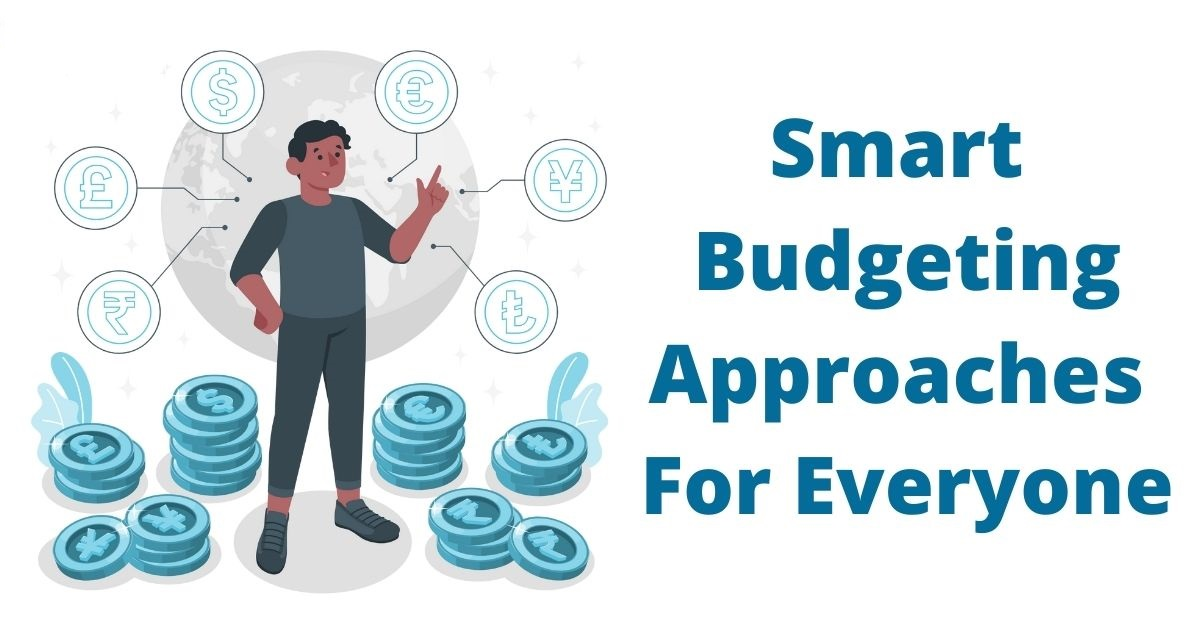 $
€
£
¥
₹
₺
Smart
Budgeting
Approaches
For Everyone